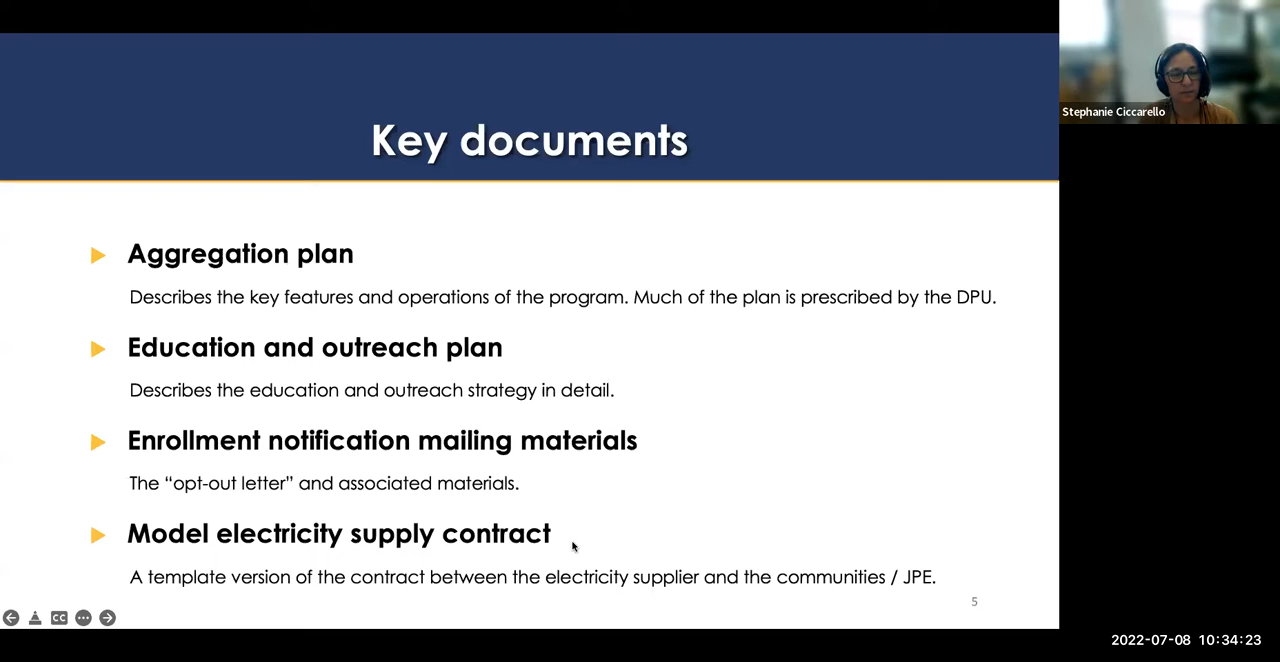 Key documents
Stephanie Ciccarello
Aggregation plan
Describes the key features and operations of the program. Much of the plan is prescribed by the DPU.
Education and outreach plan
Describes the education and outreach strategy in detail.
Enrollment notification mailing materials
The “opt-out letter” and associated materials.
Model electricity supply contract
A template version of the contract between the electricity supplier and the communities / JPE.
5
CC
2022-07-08 10:34:23